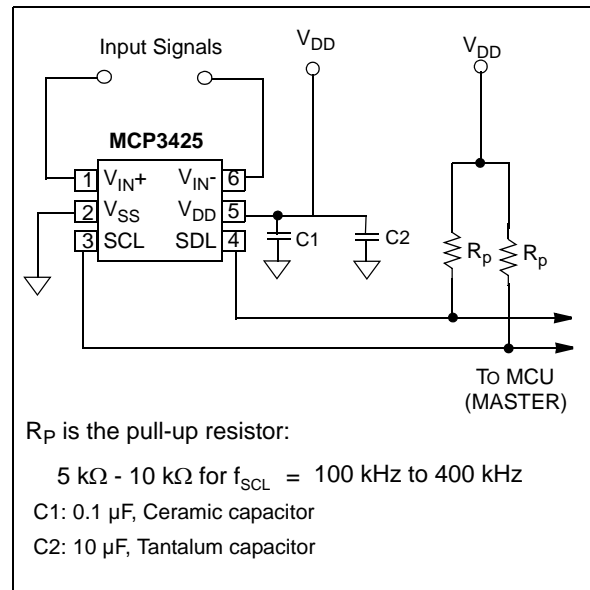 Input Signals
V_DD
V_DD
MCP3425
1 V_IN+ V_IN- 6
2 V_SS V_DD 5
3 SCL SDL 4
C1
C2
R_p
R_p
TO MCU
(MASTER)
R_P is the pull-up resistor:
5 kΩ - 10 kΩ for f_SCL = 100 kHz to 400 kHz
C1: 0.1 µF, Ceramic capacitor
C2: 10 µF, Tantalum capacitor